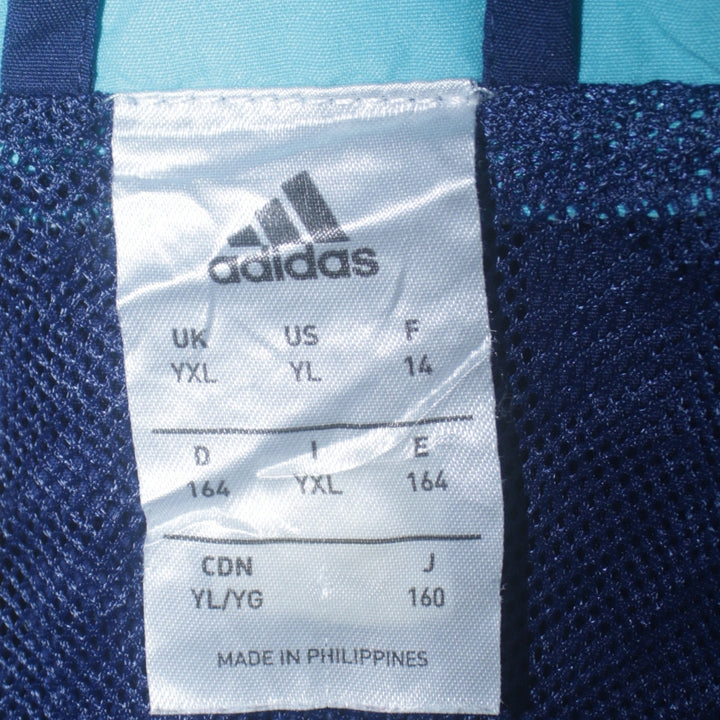 adidas
UK US F
YXL YL 14
D I E
164 YXL 164
CDN J
YL/YG 160
MADE IN PHILIPPINES